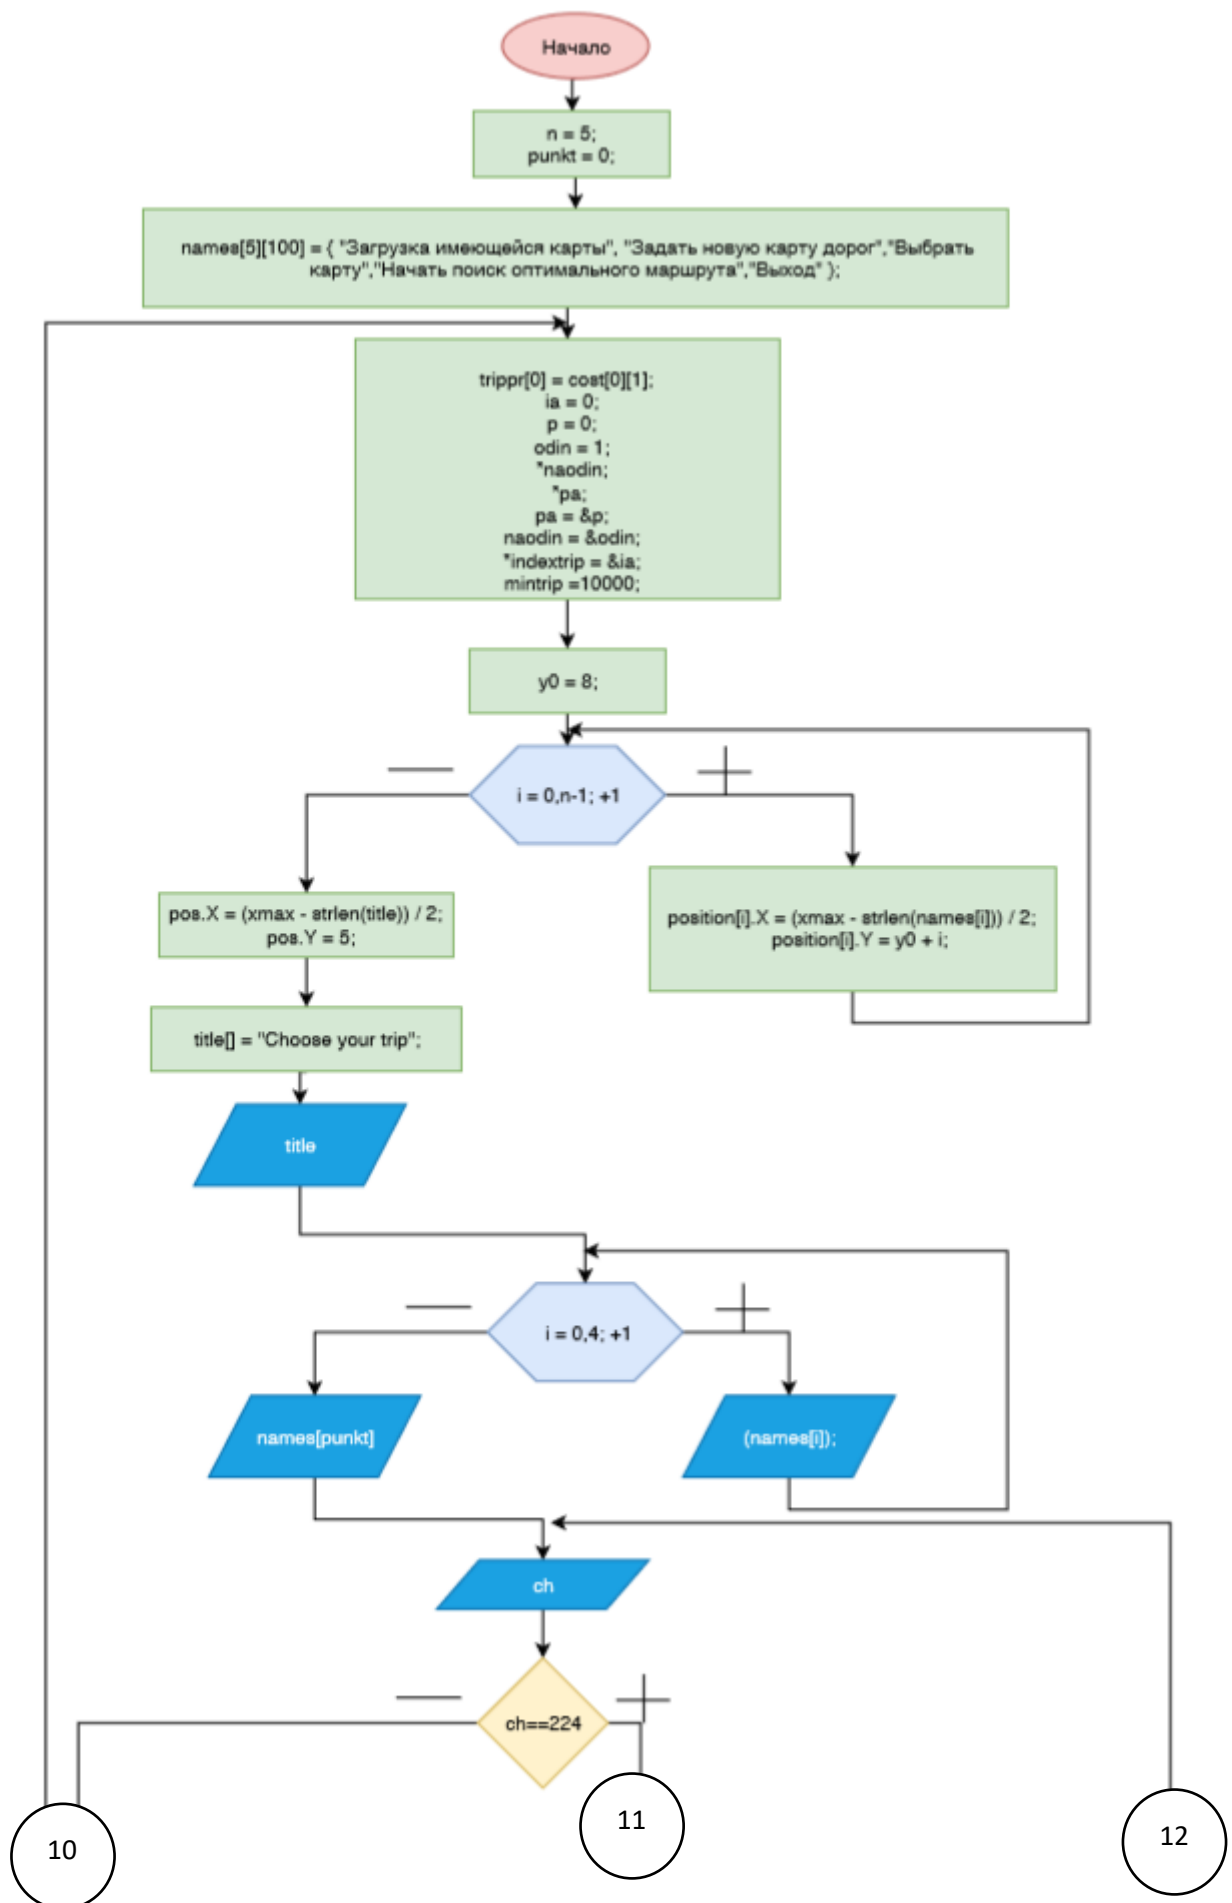 Начало
n = 5;
punkt = 0;
names[5][100] = { "Загрузка имеющейся карты", "Задать новую карту дорог","Выбрать
карту","Начать поиск оптимального маршрута","Выход" };
trippr[0] = cost[0][1];
ia = 0;
p = 0;
odin = 1;
*naodin;
*pa;
pa = &p;
naodin = &odin;
*indextrip = &ia;
mintrip =10000;
y0 = 8;
i = 0,n-1; +1
pos.X = (xmax - strlen(title)) / 2;
pos.Y = 5;
position[i].X = (xmax - strlen(names[i])) / 2;
position[i].Y = y0 + i;
title[] = "Choose your trip";
title
i = 0,4; +1
names[punkt]
(names[i]);
ch
ch==224
10
11
12